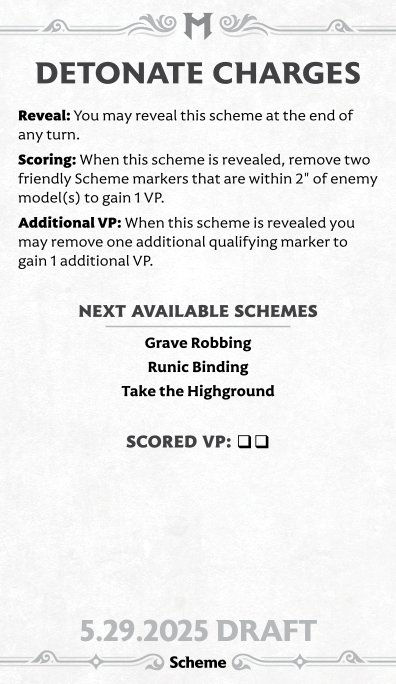 M
DETONATE CHARGES
Reveal: You may reveal this scheme at the end of
any turn.
Scoring: When this scheme is revealed, remove two
friendly Scheme markers that are within 2" of enemy
model(s) to gain 1 VP.
Additional VP: When this scheme is revealed you
may remove one additional qualifying marker to
gain 1 additional VP.
NEXT AVAILABLE SCHEMES
Grave Robbing
Runic Binding
Take the Highground
SCORED VP: ❏❏
5.29.2025 DRAFT
Scheme